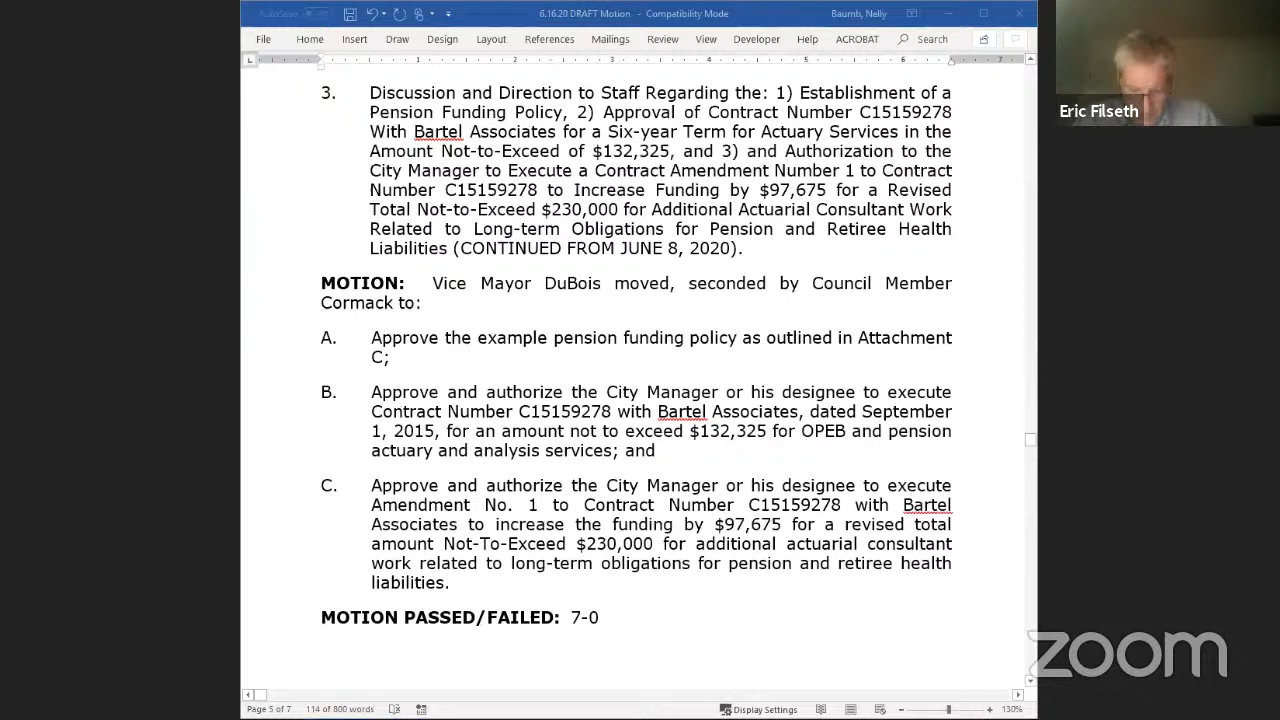 AutoSave
6.16.20 DRAFT Motion - Compatibility Mode
Baumb, Nelly
File Home Insert Draw Design Layout References Mailings Review View Developer Help ACROBAT Search
1 2 3 4 5 6 7
3. Discussion and Direction to Staff Regarding the: 1) Establishment of a
Pension Funding Policy, 2) Approval of Contract Number C15159278
With Bartel Associates for a Six-year Term for Actuary Services in the
Amount Not-to-Exceed of $132,325, and 3) and Authorization to the
City Manager to Execute a Contract Amendment Number 1 to Contract
Number C15159278 to Increase Funding by $97,675 for a Revised
Total Not-to-Exceed $230,000 for Additional Actuarial Consultant Work
Related to Long-term Obligations for Pension and Retiree Health
Liabilities (CONTINUED FROM JUNE 8, 2020).
MOTION: Vice Mayor DuBois moved, seconded by Council Member
Cormack to:
A. Approve the example pension funding policy as outlined in Attachment
C;
B. Approve and authorize the City Manager or his designee to execute
Contract Number C15159278 with Bartel Associates, dated September
1, 2015, for an amount not to exceed $132,325 for OPEB and pension
actuary and analysis services; and
C. Approve and authorize the City Manager or his designee to execute
Amendment No. 1 to Contract Number C15159278 with Bartel
Associates to increase the funding by $97,675 for a revised total
amount Not-To-Exceed $230,000 for additional actuarial consultant
work related to long-term obligations for pension and retiree health
liabilities.
MOTION PASSED/FAILED: 7-0
Page 5 of 7 114 of 800 words
Display Settings
130%
Eric Filseth
zoom